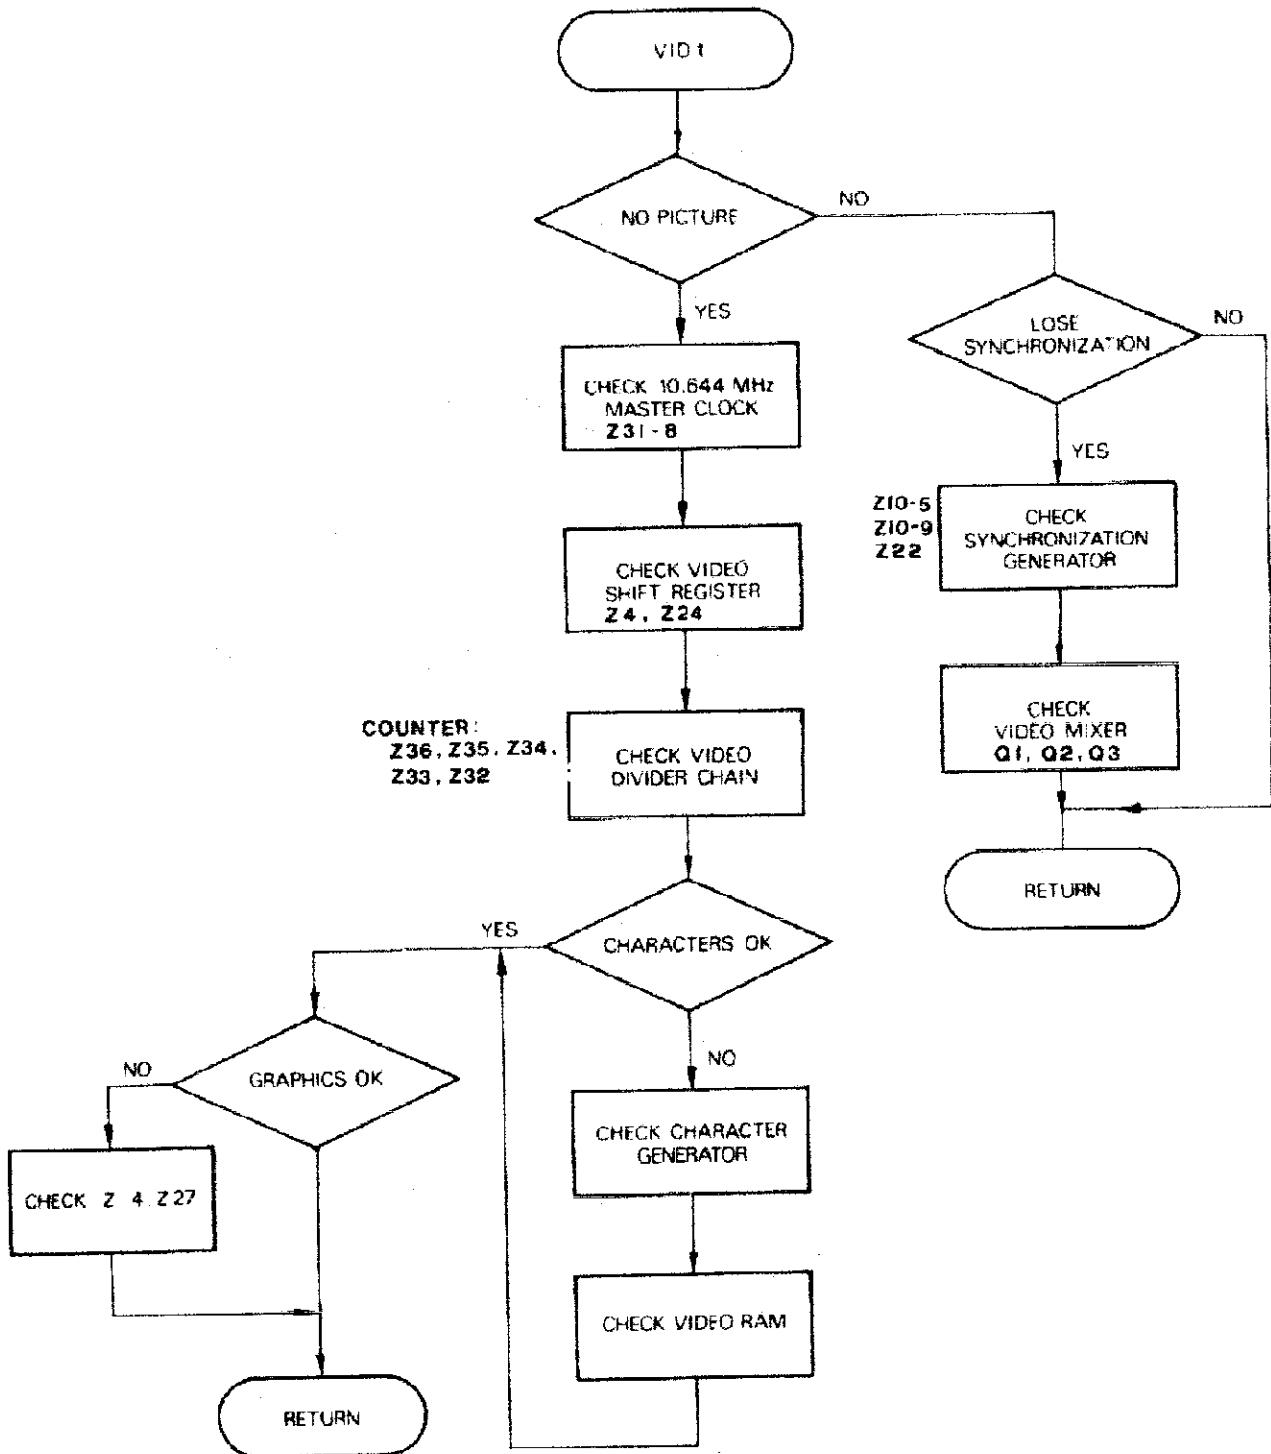 VID 1
NO PICTURE
NO
YES
LOSE
SYNCHRONIZATION
NO
CHECK 10.644 MHz
MASTER CLOCK
Z31-8
YES
Z10-5
Z10-9
Z22
CHECK
SYNCHRONIZATION
GENERATOR
CHECK VIDEO
SHIFT REGISTER
Z4, Z24
COUNTER:
Z36, Z35, Z34,
Z33, Z32
CHECK VIDEO
DIVIDER CHAIN
CHECK
VIDEO MIXER
Q1, Q2, Q3
RETURN
YES
CHARACTERS OK
NO
GRAPHICS OK
NO
CHECK CHARACTER
GENERATOR
CHECK Z 4, Z27
CHECK VIDEO RAM
RETURN